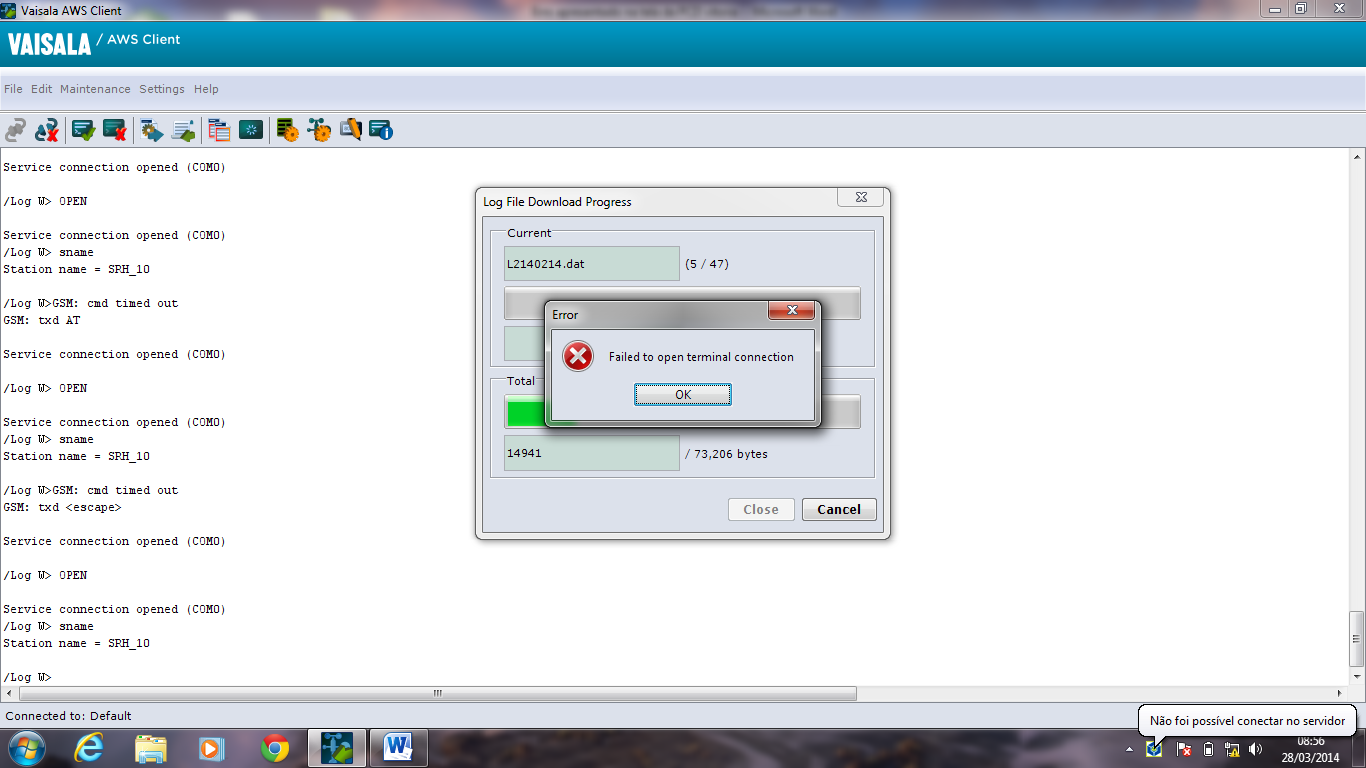 Vaisala AWS Client
VAISALA / AWS Client
File Edit Maintenance Settings Help
Service connection opened (COM0)
/Log W> OPEN
Service connection opened (COM0)
/Log W> sname
Station name = SRH_10
/Log W>GSM: cmd timed out
GSM: txd AT
Service connection opened (COM0)
/Log W> OPEN
Service connection opened (COM0)
/Log W> sname
Station name = SRH_10
/Log W>GSM: cmd timed out
GSM: txd <escape>
Service connection opened (COM0)
/Log W> OPEN
Service connection opened (COM0)
/Log W> sname
Station name = SRH_10
/Log W>
Log File Download Progress
Current
L2140214.dat (5 / 47)
Error
Failed to open terminal connection
OK
Total
14941 / 73,206 bytes
Close Cancel
Connected to: Default
Não foi possível conectar no servidor
08:56
28/03/2014